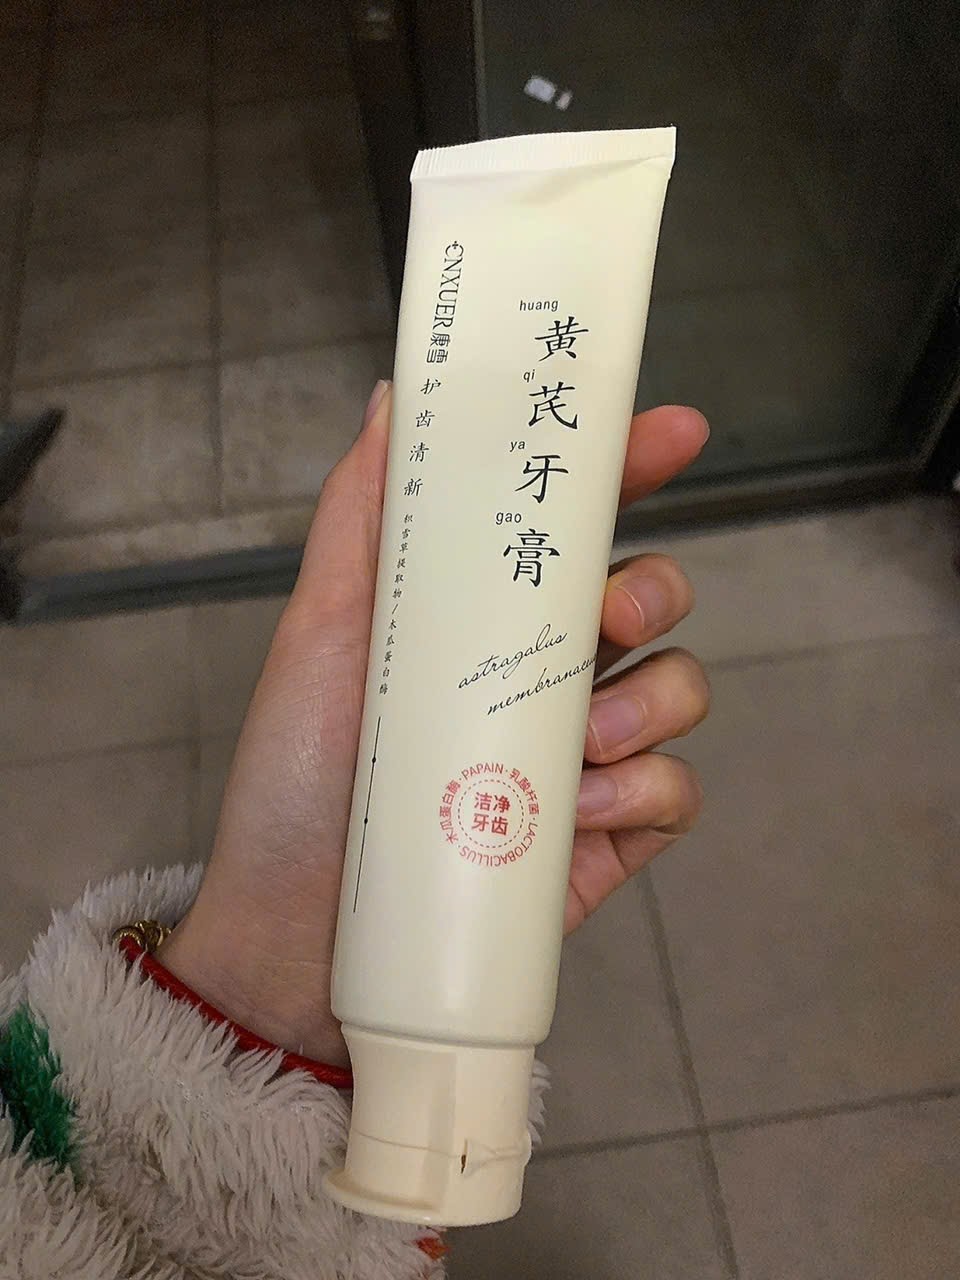 CNXUER康雪
护齿清新
积雪草提取物/木瓜蛋白酶
huang
黄
qi
芪
ya
牙
gao
膏
astragalus
membranaceus
木瓜蛋白酶·PAPAIN·乳酸杆菌·LACTOBACILLUS·
洁净
牙齿